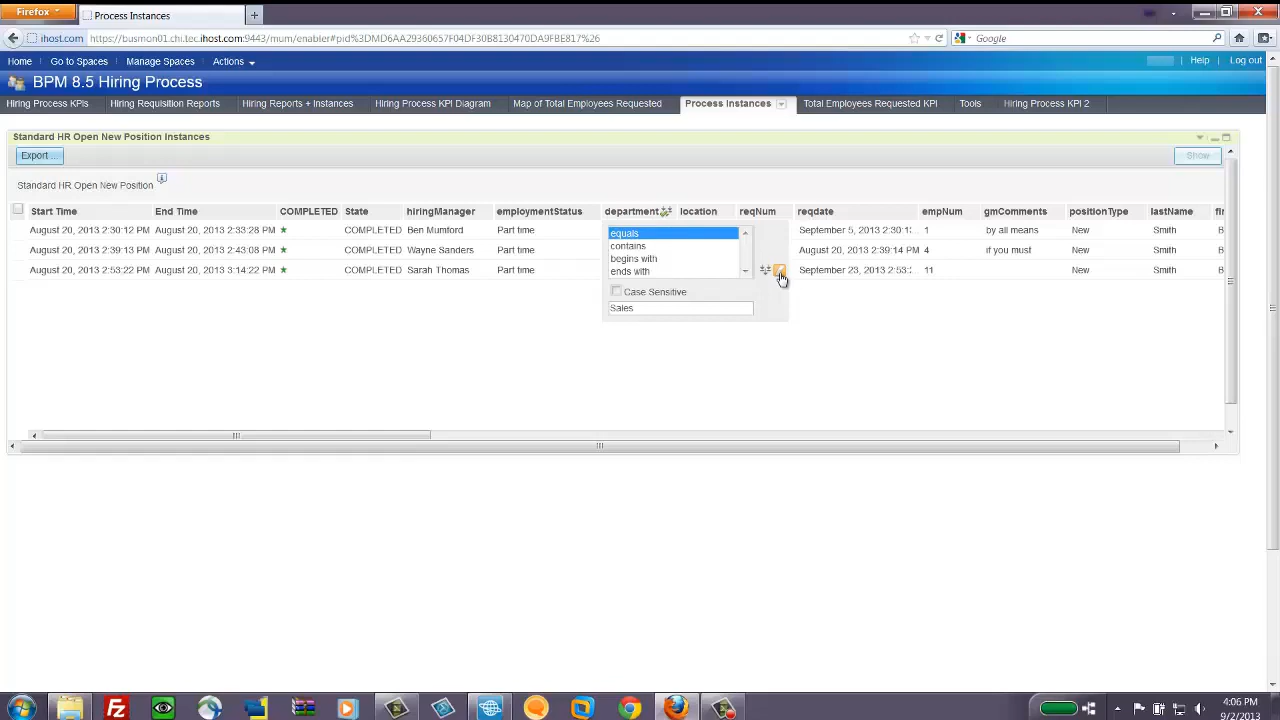 Firefox
Process Instances
ihost.com
https://busmon01.chi.tec.ihost.com:9443/mum/enabler#pid%3DMD6AA29360657F04DF30B8130470DA9FBE817%26
Google
Home Go to Spaces Manage Spaces Actions Help Log out
BPM 8.5 Hiring Process
Hiring Process KPIs Hiring Requisition Reports Hiring Reports + Instances Hiring Process KPI Diagram Map of Total Employees Requested Process Instances Total Employees Requested KPI Tools Hiring Process KPI 2
Standard HR Open New Position Instances
Export ... Show
Standard HR Open New Position
Start Time End Time COMPLETED State hiringManager employmentStatus department location reqNum reqdate empNum gmComments positionType lastName fir
August 20, 2013 2:30:12 PM August 20, 2013 2:33:28 PM COMPLETED Ben Mumford Part time September 5, 2013 2:30:1 1 by all means New Smith B
August 20, 2013 2:39:13 PM August 20, 2013 2:43:08 PM COMPLETED Wayne Sanders Part time August 20, 2013 2:39:14 PM 4 if you must New Smith B
August 20, 2013 2:53:22 PM August 20, 2013 3:14:22 PM COMPLETED Sarah Thomas Part time September 23, 2013 2:53: 11 New Smith B
equals
contains
begins with
ends with
Case Sensitive
Sales
4:06 PM
9/2/2013